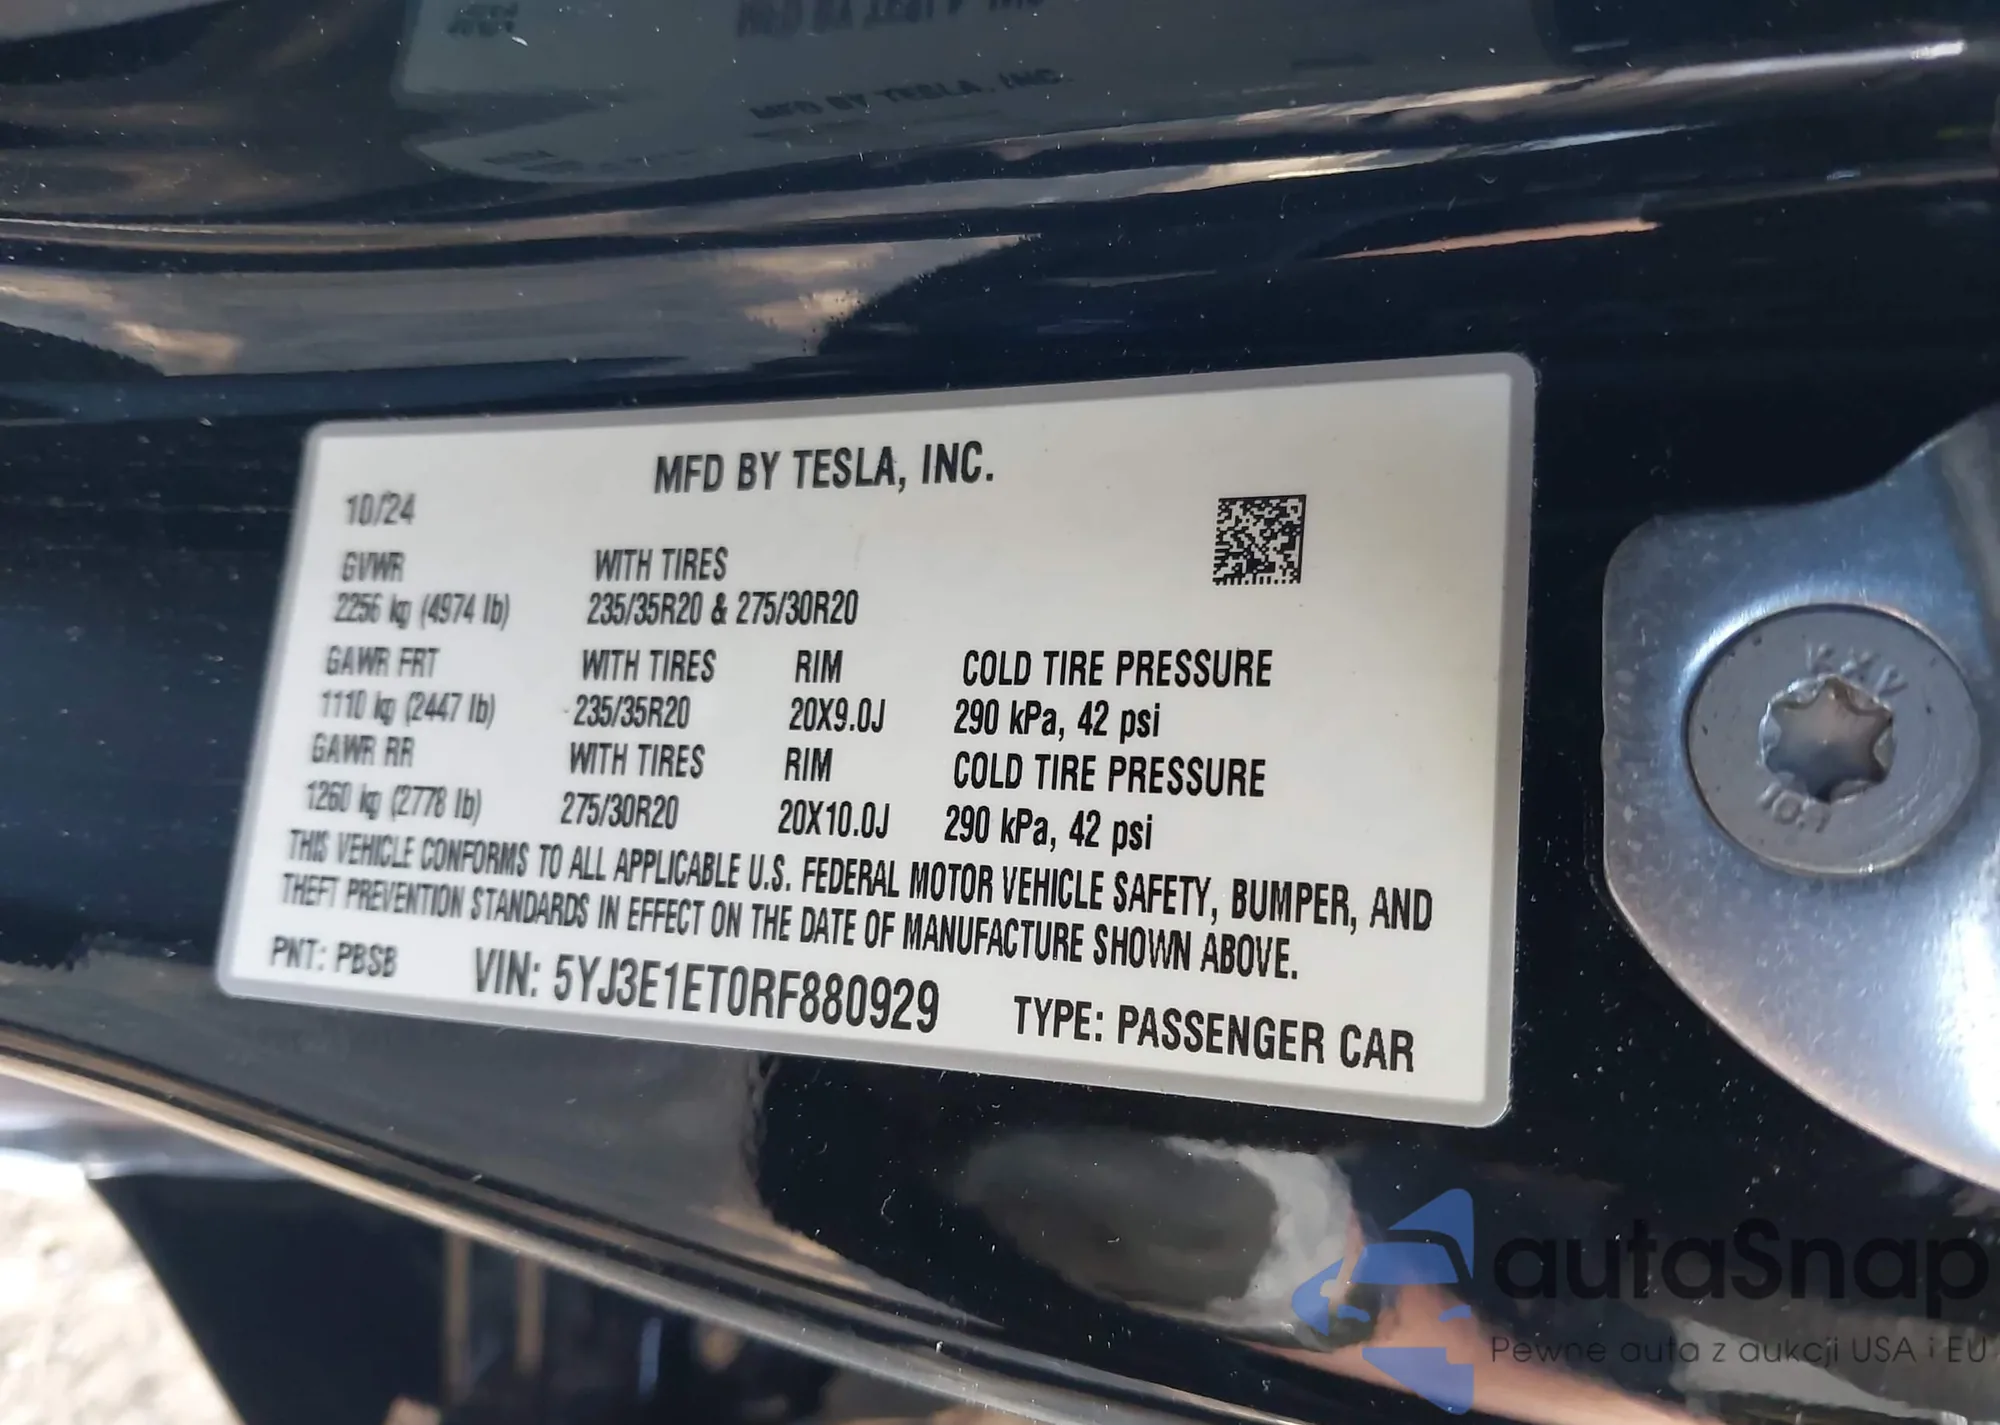 MFD BY TESLA, INC.
10/24
GVWR WITH TIRES
2256 kg (4974 lb) 235/35R20 & 275/30R20
GAWR FRT WITH TIRES RIM COLD TIRE PRESSURE
1110 kg (2447 lb) 235/35R20 20X9.0J 290 kPa, 42 psi
GAWR RR WITH TIRES RIM COLD TIRE PRESSURE
1260 kg (2778 lb) 275/30R20 20X10.0J 290 kPa, 42 psi
THIS VEHICLE CONFORMS TO ALL APPLICABLE U.S. FEDERAL MOTOR VEHICLE SAFETY, BUMPER, AND
THEFT PREVENTION STANDARDS IN EFFECT ON THE DATE OF MANUFACTURE SHOWN ABOVE.
PNT: PBSB VIN: 5YJ3E1ET0RF880929 TYPE: PASSENGER CAR
autaSnap
Pewne auta z aukcji USA i EU